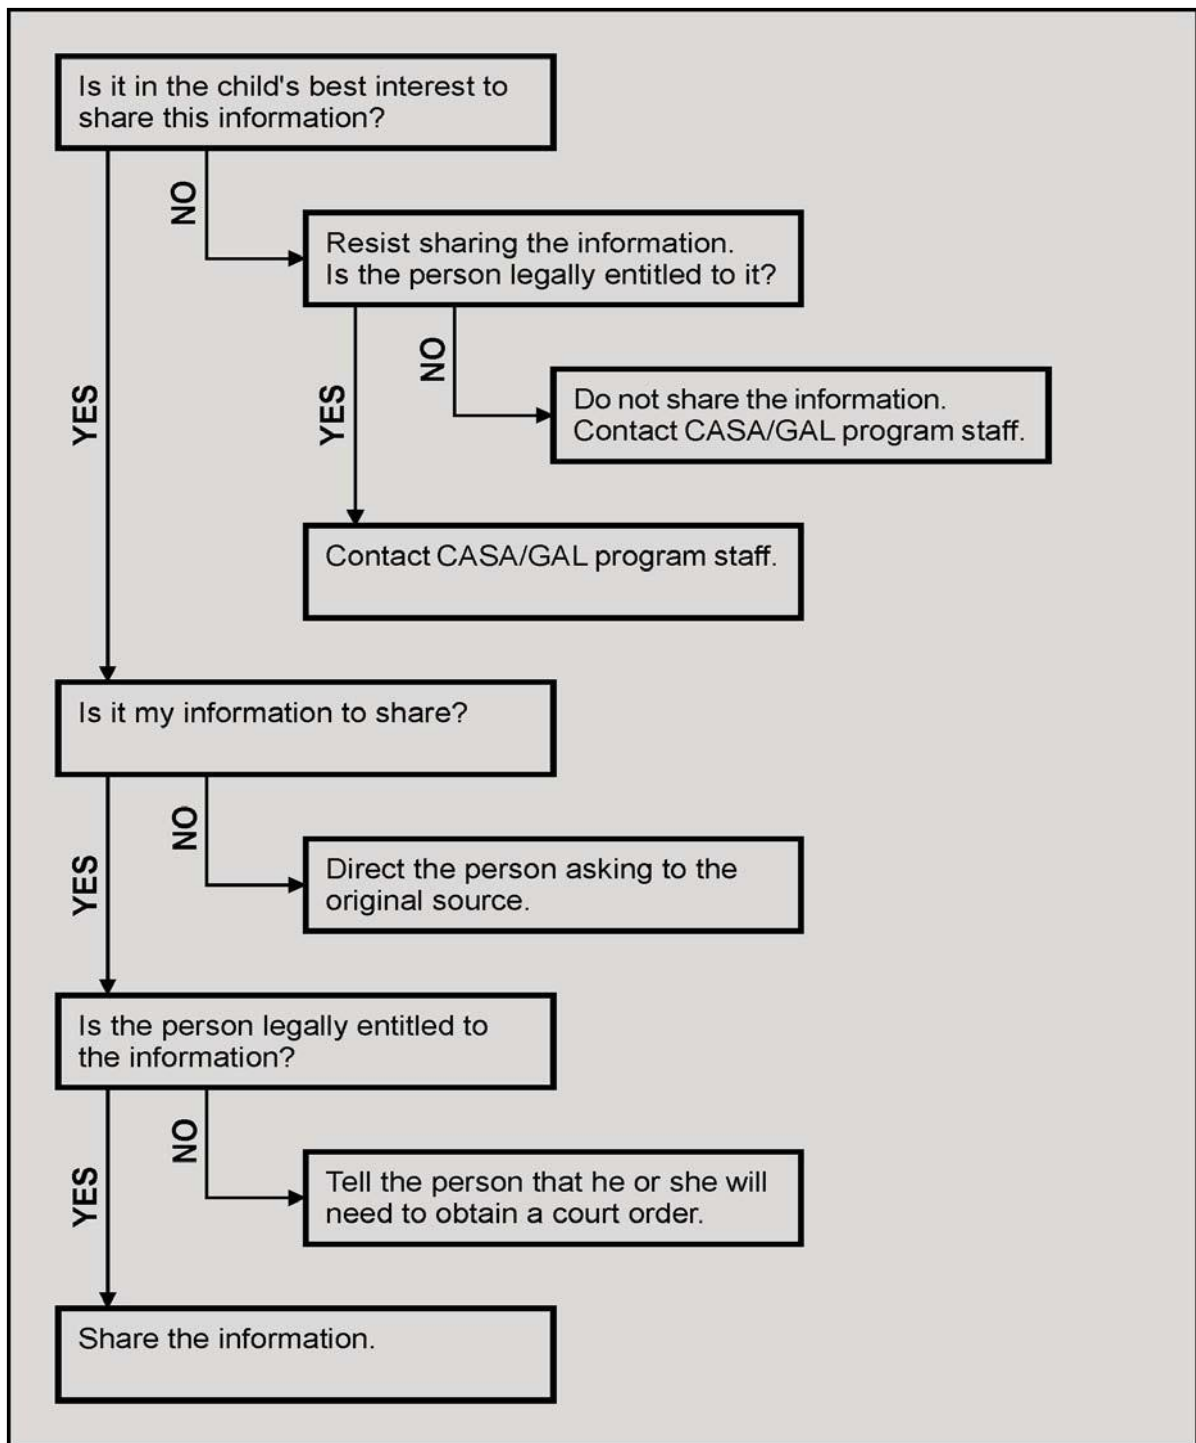 Is it in the child's best interest to
share this information?
NO
Resist sharing the information.
Is the person legally entitled to it?
YES
YES
NO
Do not share the information.
Contact CASA/GAL program staff.
Contact CASA/GAL program staff.
Is it my information to share?
YES
NO
Direct the person asking to the
original source.
Is the person legally entitled to
the information?
YES
NO
Tell the person that he or she will
need to obtain a court order.
Share the information.